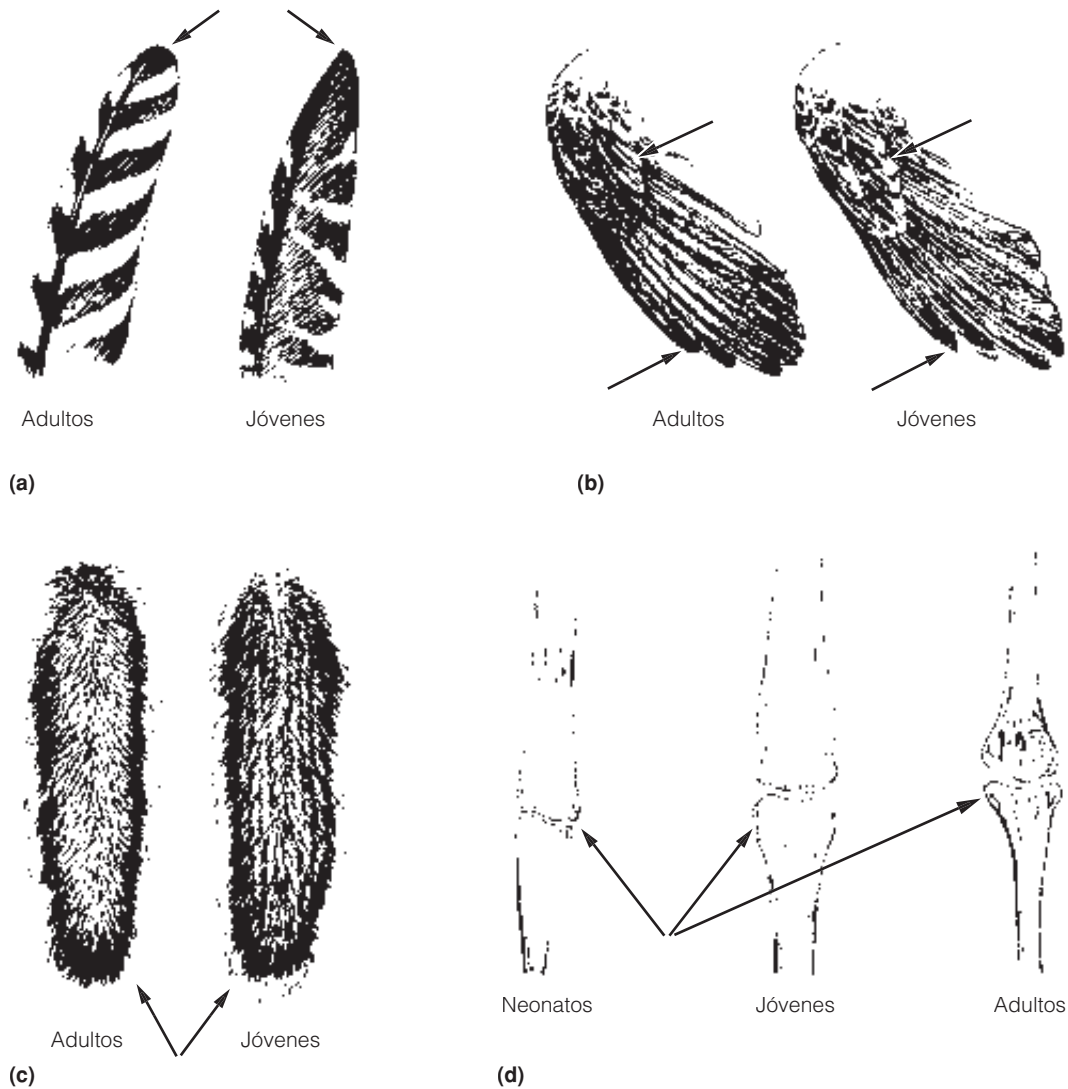 Adultos
Jóvenes
(a)
Adultos
Jóvenes
(b)
Adultos
Jóvenes
(c)
Neonatos
Jóvenes
Adultos
(d)